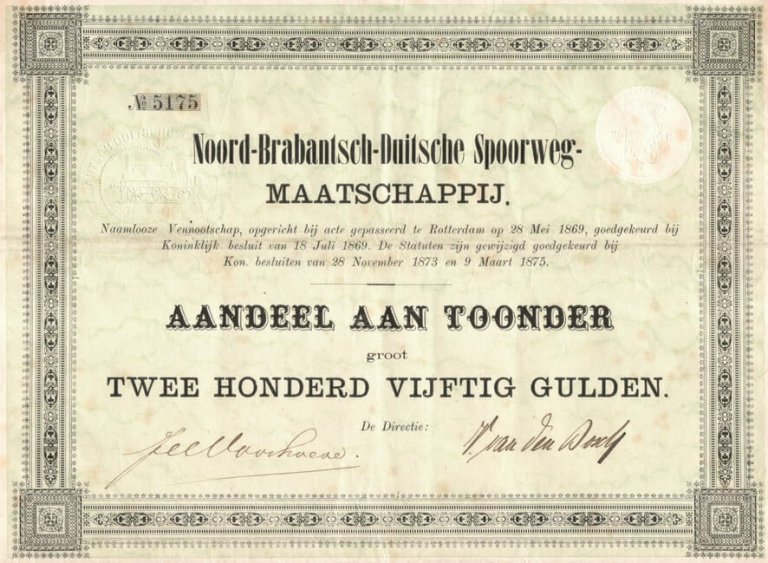 № 5175
Noord-Brabantsch-Duitsche Spoorweg-
MAATSCHAPPIJ.
Naamlooze Vennootschap, opgericht bij acte gepasseerd te Rotterdam op 28 Mei 1869, goedgekeurd bij
Koninklijk besluit van 18 Juli 1869. De Statuten zijn gewijzigd goedgekeurd bij
Kon. besluiten van 28 November 1873 en 9 Maart 1875.
AANDEEL AAN TOONDER
groot
TWEE HONDERD VIJFTIG GULDEN.
De Directie: